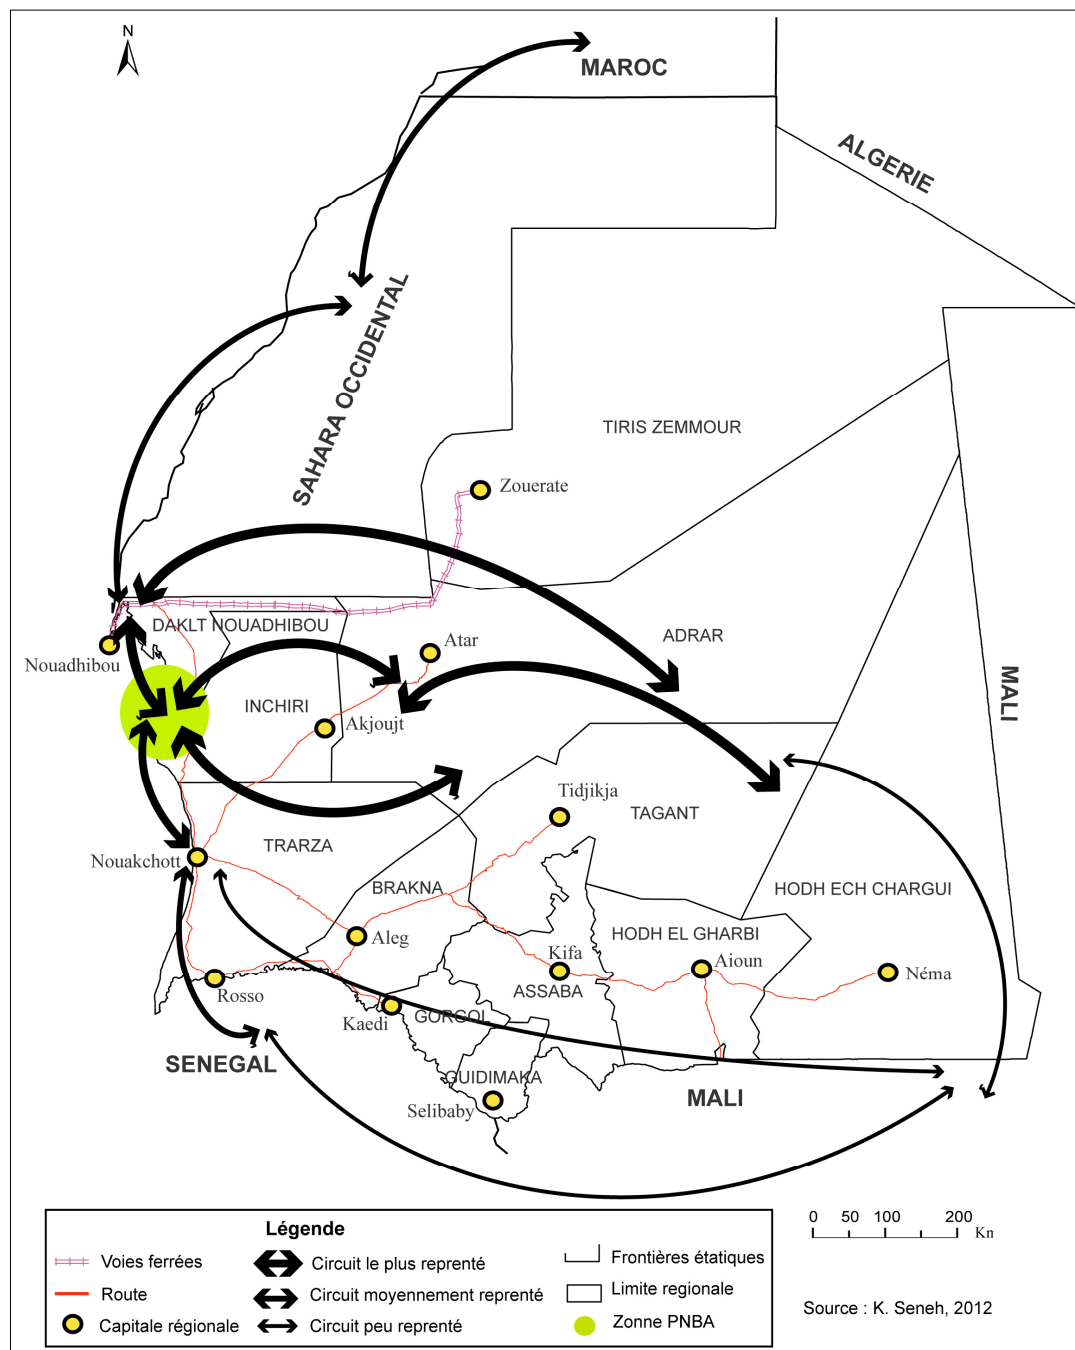 N
MAROC
ALGERIE
SAHARA OCCIDENTAL
TIRIS ZEMMOUR
Zouerate
DAKLT NOUADHIBOU
Atar
ADRAR
Nouadhibou
MALI
INCHIRI
Akjoujt
Tidjikja
TAGANT
TRARZA
Nouakchott
BRAKNA
HODH ECH CHARGUI
Aleg
HODH EL GHARBI
Kifa
Aioun
Néma
ASSABA
Rosso
Kaedi
GORGOL
SENEGAL
GUIDIMAKA
MALI
Selibaby
Légende
Voies ferrées
Route
Capitale régionale
Circuit le plus reprenté
Circuit moyennement reprenté
Circuit peu reprenté
Frontières étatiques
Limite regionale
Zonne PNBA
0 50 100 200
Kn
Source : K. Seneh, 2012